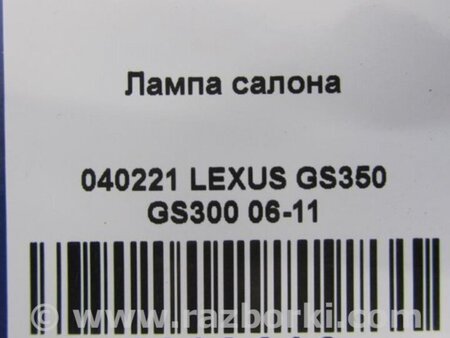 Лампа салона
040221 LEXUS GS350
GS300 06-11
www.razborki.com